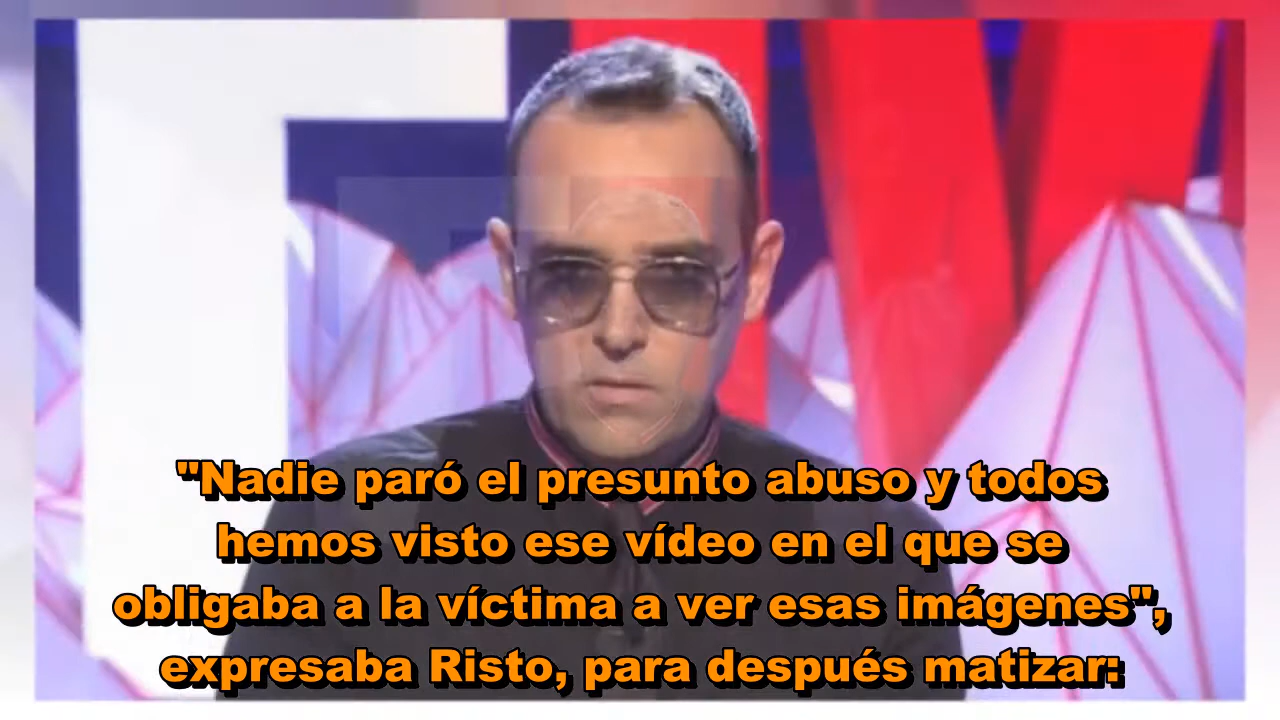 "Nadie paró el presunto abuso y todos
hemos visto ese vídeo en el que se
obligaba a la víctima a ver esas imágenes",
expresaba Risto, para después matizar: